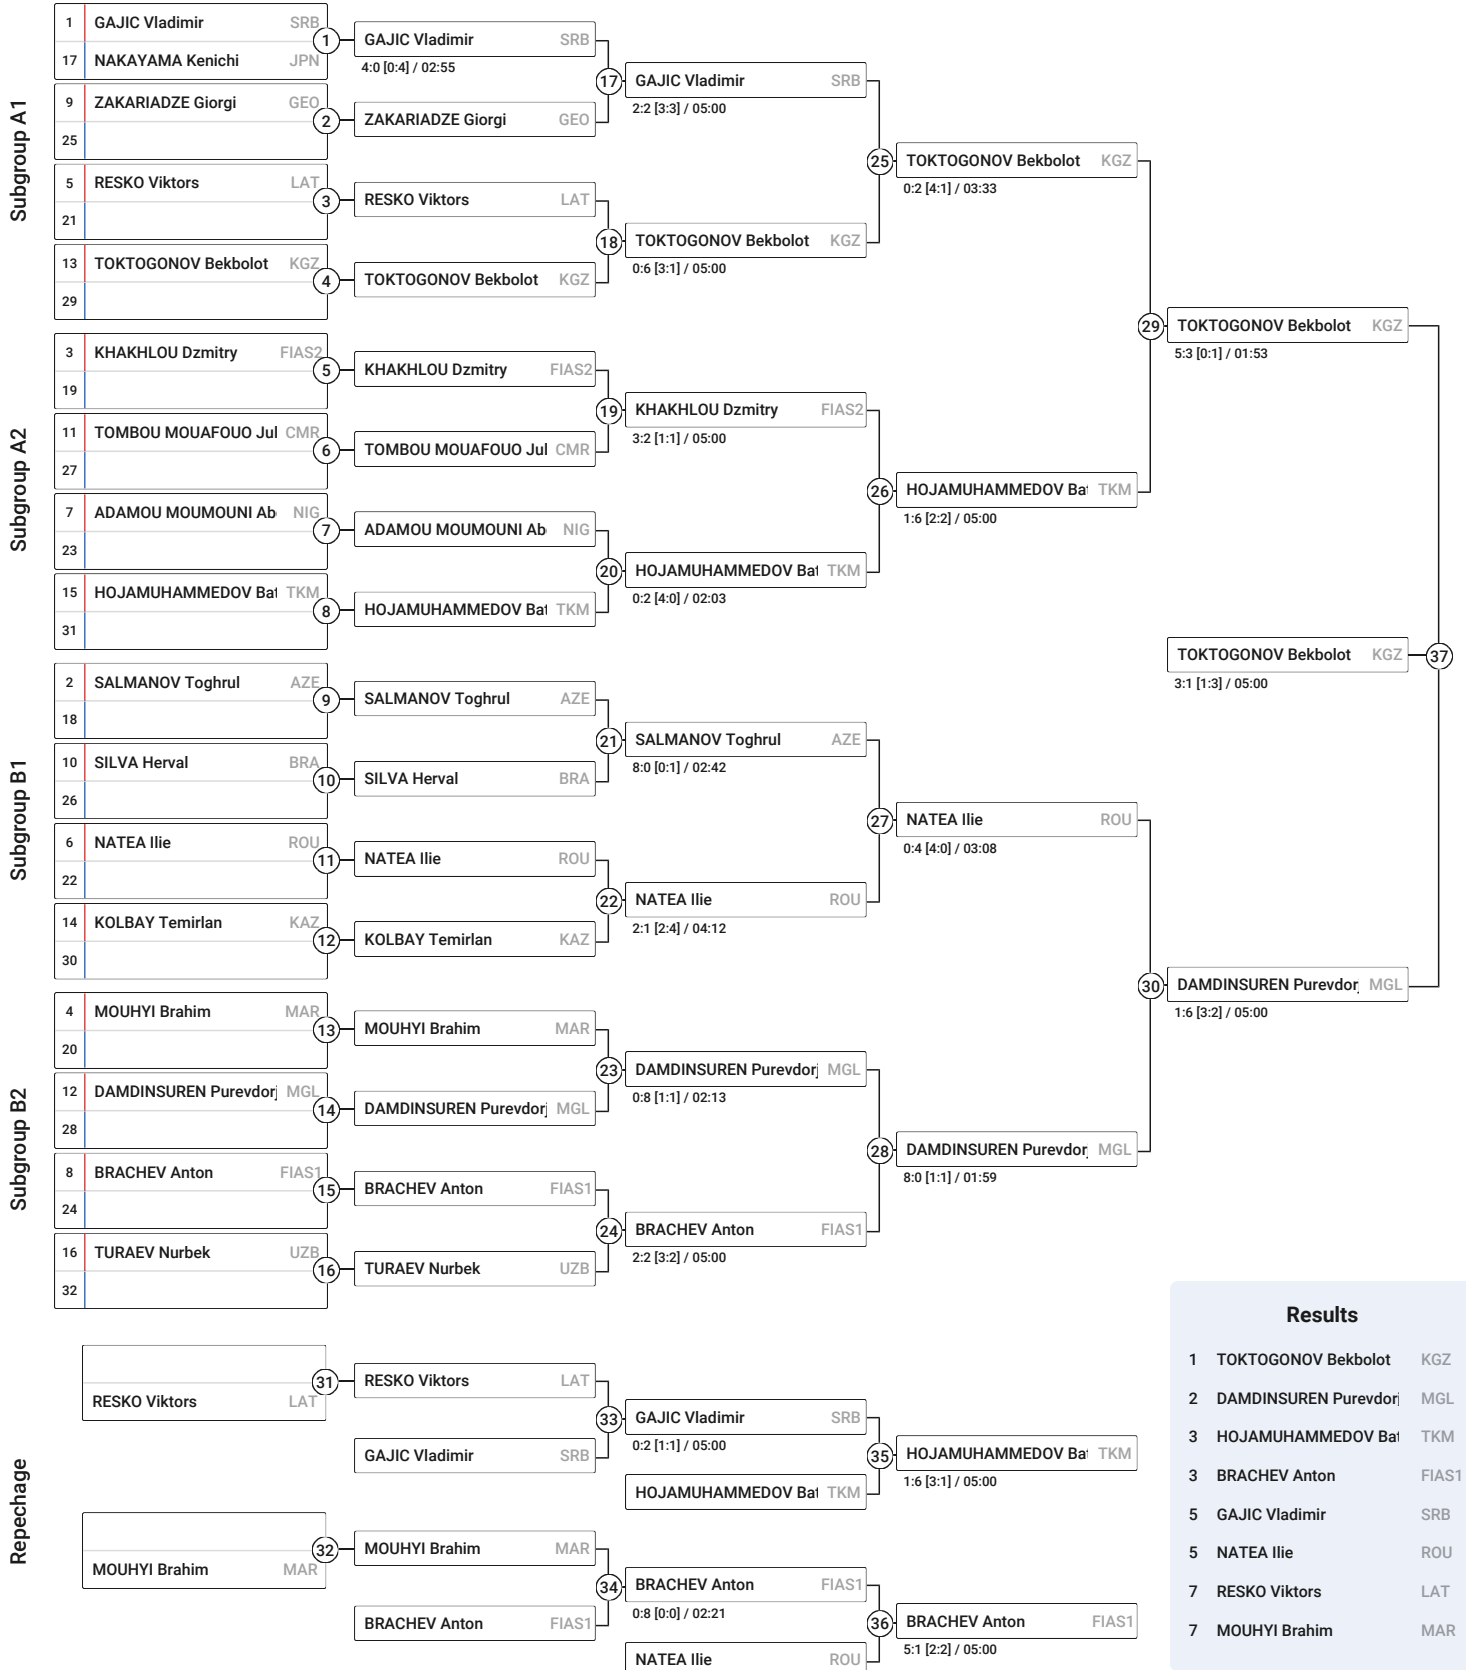 Subgroup A1
1 GAJIC Vladimir SRB
17 NAKAYAMA Kenichi JPN
1
9 ZAKARIADZE Giorgi GEO
25
2
5 RESKO Viktors LAT
21
3
13 TOKTOGONOV Bekbolot KGZ
29
4
GAJIC Vladimir SRB
4:0 [0:4] / 02:55
ZAKARIADZE Giorgi GEO
17
RESKO Viktors LAT
TOKTOGONOV Bekbolot KGZ
18
GAJIC Vladimir SRB
2:2 [3:3] / 05:00
TOKTOGONOV Bekbolot KGZ
0:6 [3:1] / 05:00
25
TOKTOGONOV Bekbolot KGZ
0:2 [4:1] / 03:33
Subgroup A2
3 KHAKHLOU Dzmitry FIAS2
19
5
11 TOMBOU MOUAFOUO Jul CMR
27
6
7 ADAMOU MOUMOUNI Ab NIG
23
7
15 HOJAMUHAMMEDOV Bat TKM
31
8
KHAKHLOU Dzmitry FIAS2
TOMBOU MOUAFOUO Jul CMR
19
ADAMOU MOUMOUNI Ab NIG
HOJAMUHAMMEDOV Bat TKM
20
KHAKHLOU Dzmitry FIAS2
3:2 [1:1] / 05:00
HOJAMUHAMMEDOV Bat TKM
0:2 [4:0] / 02:03
26
HOJAMUHAMMEDOV Bat TKM
1:6 [2:2] / 05:00
29
TOKTOGONOV Bekbolot KGZ
5:3 [0:1] / 01:53
Subgroup B1
2 SALMANOV Toghrul AZE
18
9
10 SILVA Herval BRA
26
10
6 NATEA Ilie ROU
22
11
14 KOLBAY Temirlan KAZ
30
12
SALMANOV Toghrul AZE
SILVA Herval BRA
21
NATEA Ilie ROU
KOLBAY Temirlan KAZ
22
SALMANOV Toghrul AZE
8:0 [0:1] / 02:42
NATEA Ilie ROU
2:1 [2:4] / 04:12
27
NATEA Ilie ROU
0:4 [4:0] / 03:08
Subgroup B2
4 MOUHYI Brahim MAR
20
13
12 DAMDINSUREN Purevdorj MGL
28
14
8 BRACHEV Anton FIAS1
24
15
16 TURAEV Nurbek UZB
32
16
MOUHYI Brahim MAR
DAMDINSUREN Purevdorj MGL
23
BRACHEV Anton FIAS1
TURAEV Nurbek UZB
24
DAMDINSUREN Purevdorj MGL
0:8 [1:1] / 02:13
BRACHEV Anton FIAS1
2:2 [3:2] / 05:00
28
DAMDINSUREN Purevdorj MGL
8:0 [1:1] / 01:59
30
DAMDINSUREN Purevdorj MGL
1:6 [3:2] / 05:00
TOKTOGONOV Bekbolot KGZ
3:1 [1:3] / 05:00
37
Repechage
RESKO Viktors LAT
31
MOUHYI Brahim MAR
32
RESKO Viktors LAT
GAJIC Vladimir SRB
33
MOUHYI Brahim MAR
BRACHEV Anton FIAS1
34
GAJIC Vladimir SRB
0:2 [1:1] / 05:00
HOJAMUHAMMEDOV Bat TKM
35
BRACHEV Anton FIAS1
0:8 [0:0] / 02:21
NATEA Ilie ROU
36
HOJAMUHAMMEDOV Bat TKM
1:6 [3:1] / 05:00
BRACHEV Anton FIAS1
5:1 [2:2] / 05:00
Results
1 TOKTOGONOV Bekbolot KGZ
2 DAMDINSUREN Purevdorj MGL
3 HOJAMUHAMMEDOV Bat TKM
3 BRACHEV Anton FIAS1
5 GAJIC Vladimir SRB
5 NATEA Ilie ROU
7 RESKO Viktors LAT
7 MOUHYI Brahim MAR